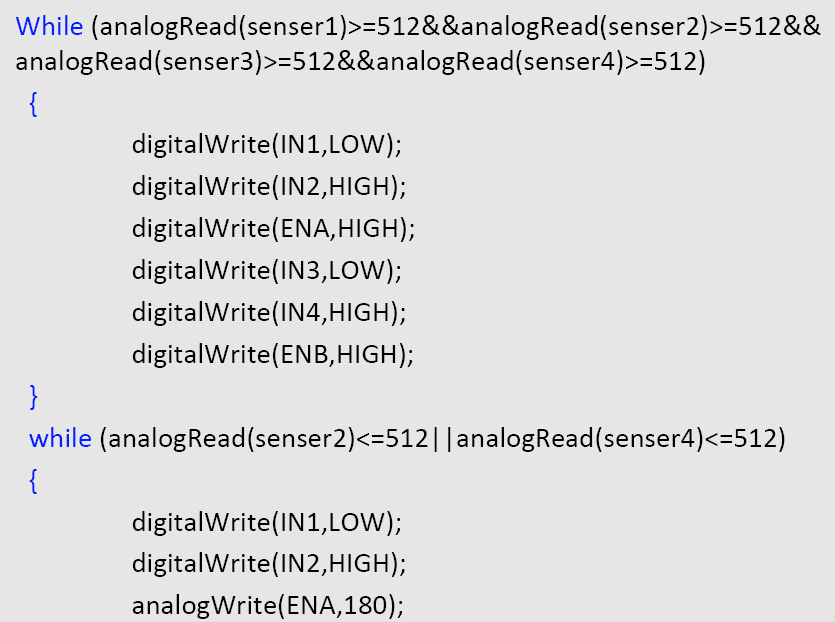 While (analogRead(senser1)>=512&&analogRead(senser2)>=512&&
analogRead(senser3)>=512&&analogRead(senser4)>=512)
{
digitalWrite(IN1,LOW);
digitalWrite(IN2,HIGH);
digitalWrite(ENA,HIGH);
digitalWrite(IN3,LOW);
digitalWrite(IN4,HIGH);
digitalWrite(ENB,HIGH);
}
while (analogRead(senser2)<=512||analogRead(senser4)<=512)
{
digitalWrite(IN1,LOW);
digitalWrite(IN2,HIGH);
analogWrite(ENA,180);